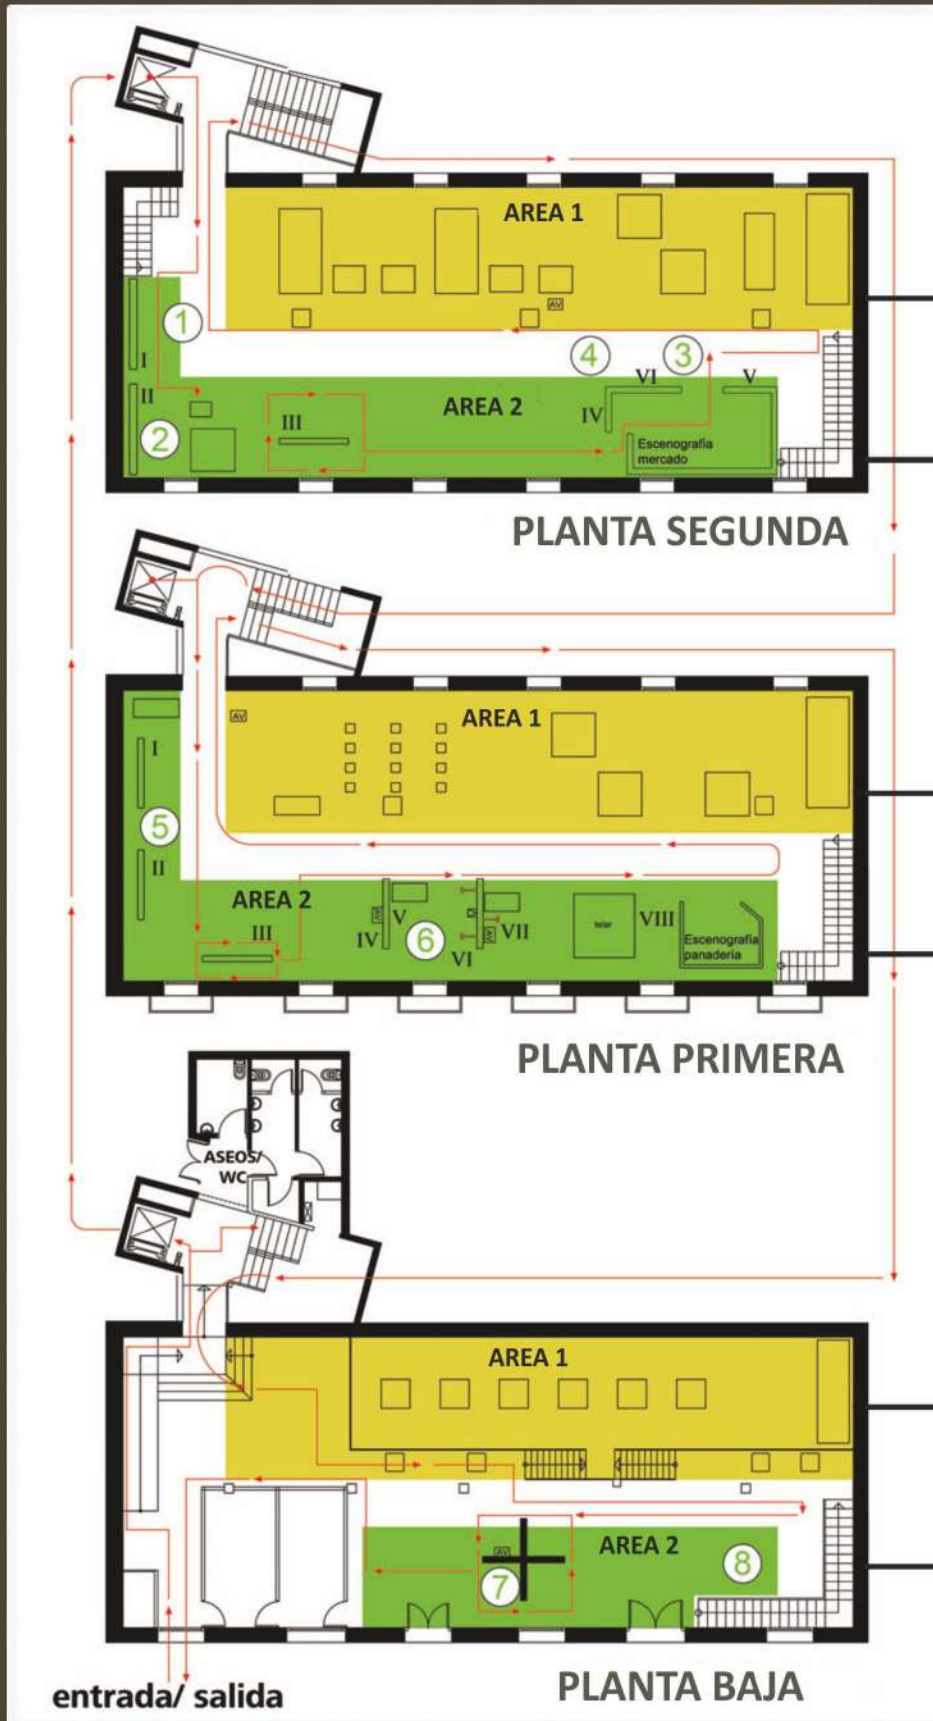 AREA 1
1
AV
4
3
I
VI
V
II
AREA 2
IV
III
2
Escenografía
mercado
PLANTA SEGUNDA
AREA 1
AV
I
5
II
AREA 2
V
VIII
III
AV
IV
6
VII
AV
telar
VI
Escenografía
panadería
PLANTA PRIMERA
ASEOS/
WC
AREA 1
AREA 2
AV
8
7
PLANTA BAJA
entrada/ salida